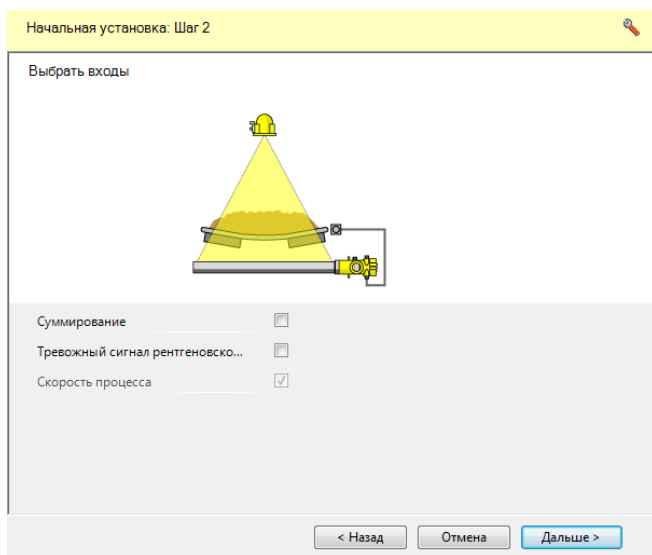 Начальная установка: Шаг 2
Выбрать входы
Суммирование
Тревожный сигнал рентгеновско...
Скорость процесса
< Назад
Отмена
Дальше >